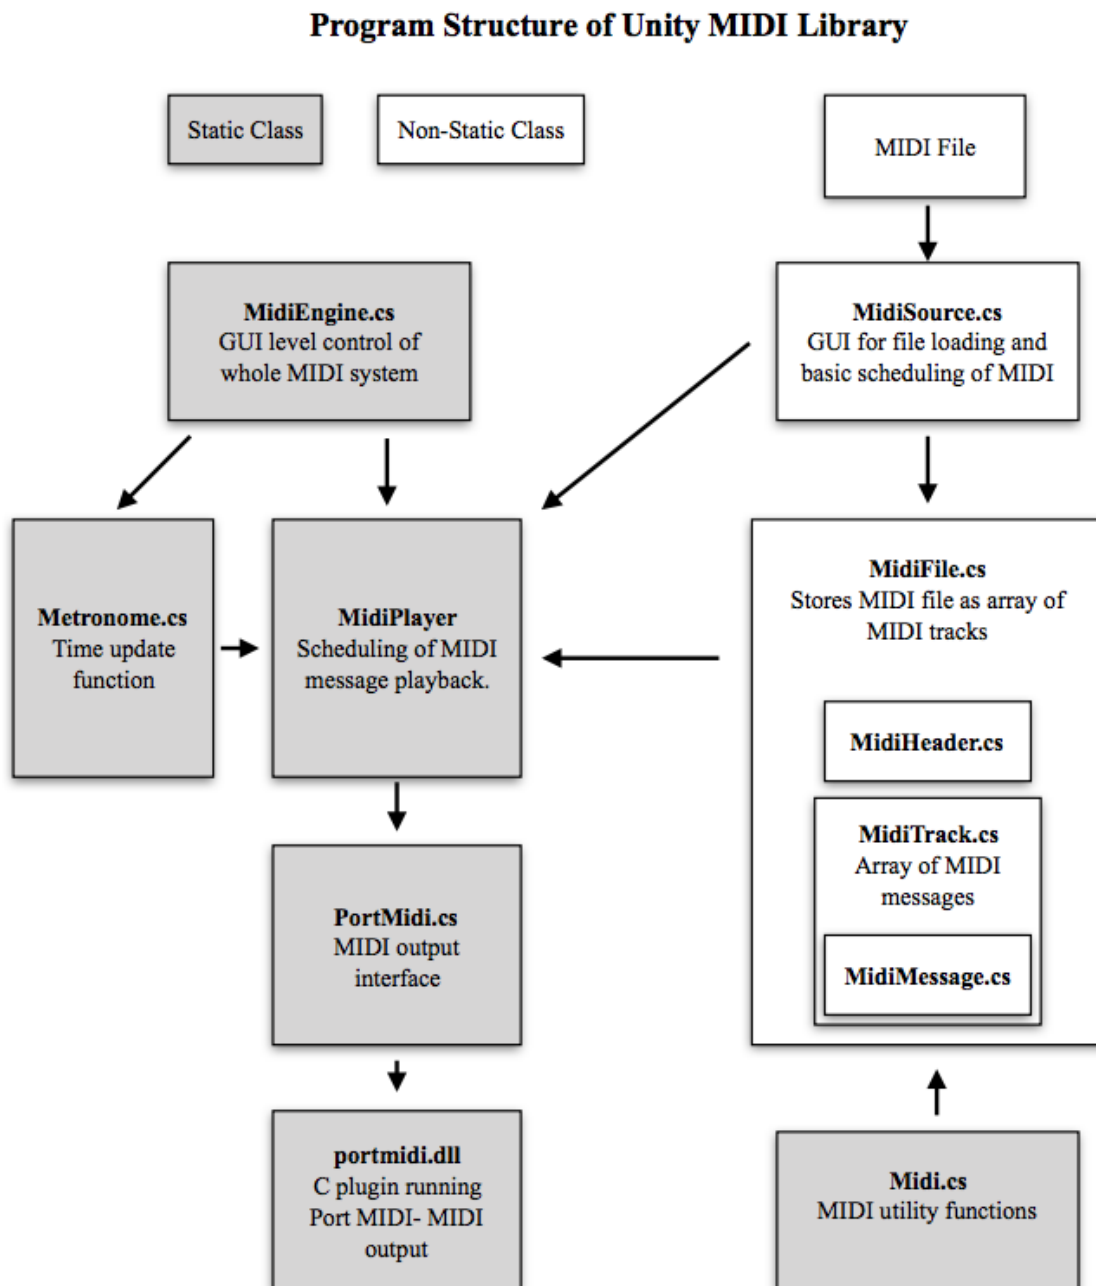 Program Structure of Unity MIDI Library
Static Class
Non-Static Class
MIDI File
MidiEngine.cs
GUI level control of
whole MIDI system
MidiSource.cs
GUI for file loading and
basic scheduling of MIDI
Metronome.cs
Time update
function
MidiPlayer
Scheduling of MIDI
message playback.
MidiFile.cs
Stores MIDI file as array of
MIDI tracks
MidiHeader.cs
MidiTrack.cs
Array of MIDI
messages
MidiMessage.cs
PortMidi.cs
MIDI output
interface
portmidi.dll
C plugin running
Port MIDI- MIDI
output
Midi.cs
MIDI utility functions